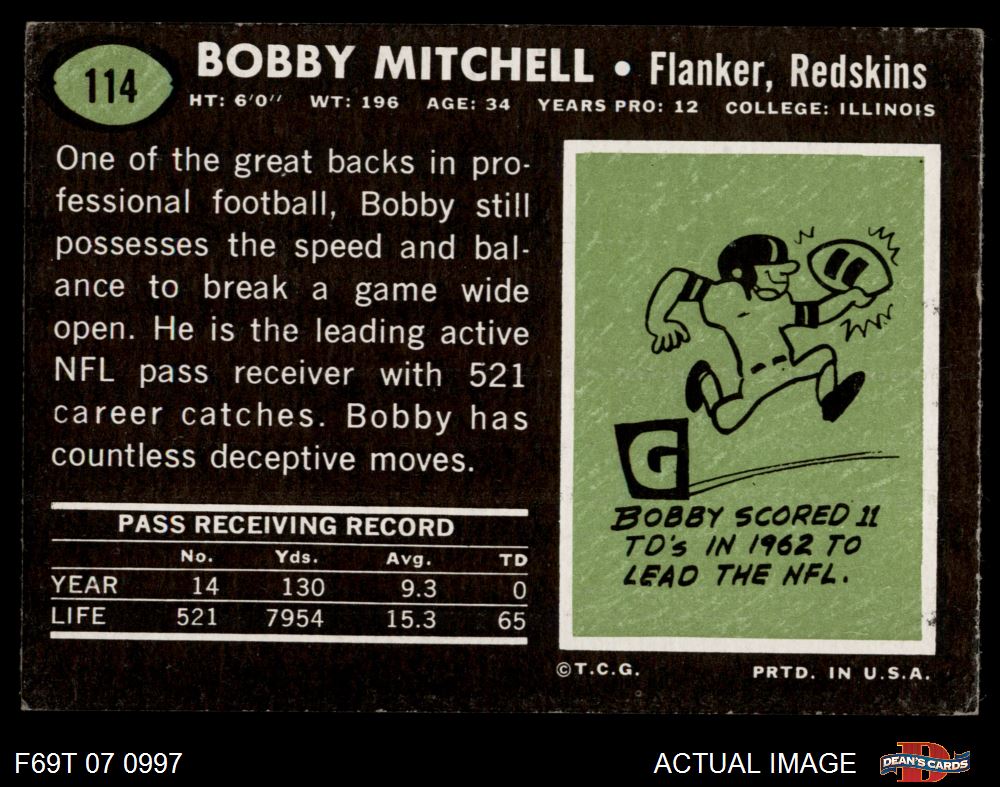 114
BOBBY MITCHELL • Flanker, Redskins
HT: 6'0" WT: 196 AGE: 34 YEARS PRO: 12 COLLEGE: ILLINOIS
One of the great backs in pro-
fessional football, Bobby still
possesses the speed and bal-
ance to break a game wide
open. He is the leading active
NFL pass receiver with 521
career catches. Bobby has
countless deceptive moves.
PASS RECEIVING RECORD
No. Yds. Avg. TD
YEAR 14 130 9.3 0
LIFE 521 7954 15.3 65
G
BOBBY SCORED 11
TD'S IN 1962 TO
LEAD THE NFL.
©T.C.G. PRTD. IN U.S.A.
F69T 07 0997 ACTUAL IMAGE D DEAN'S CARDS